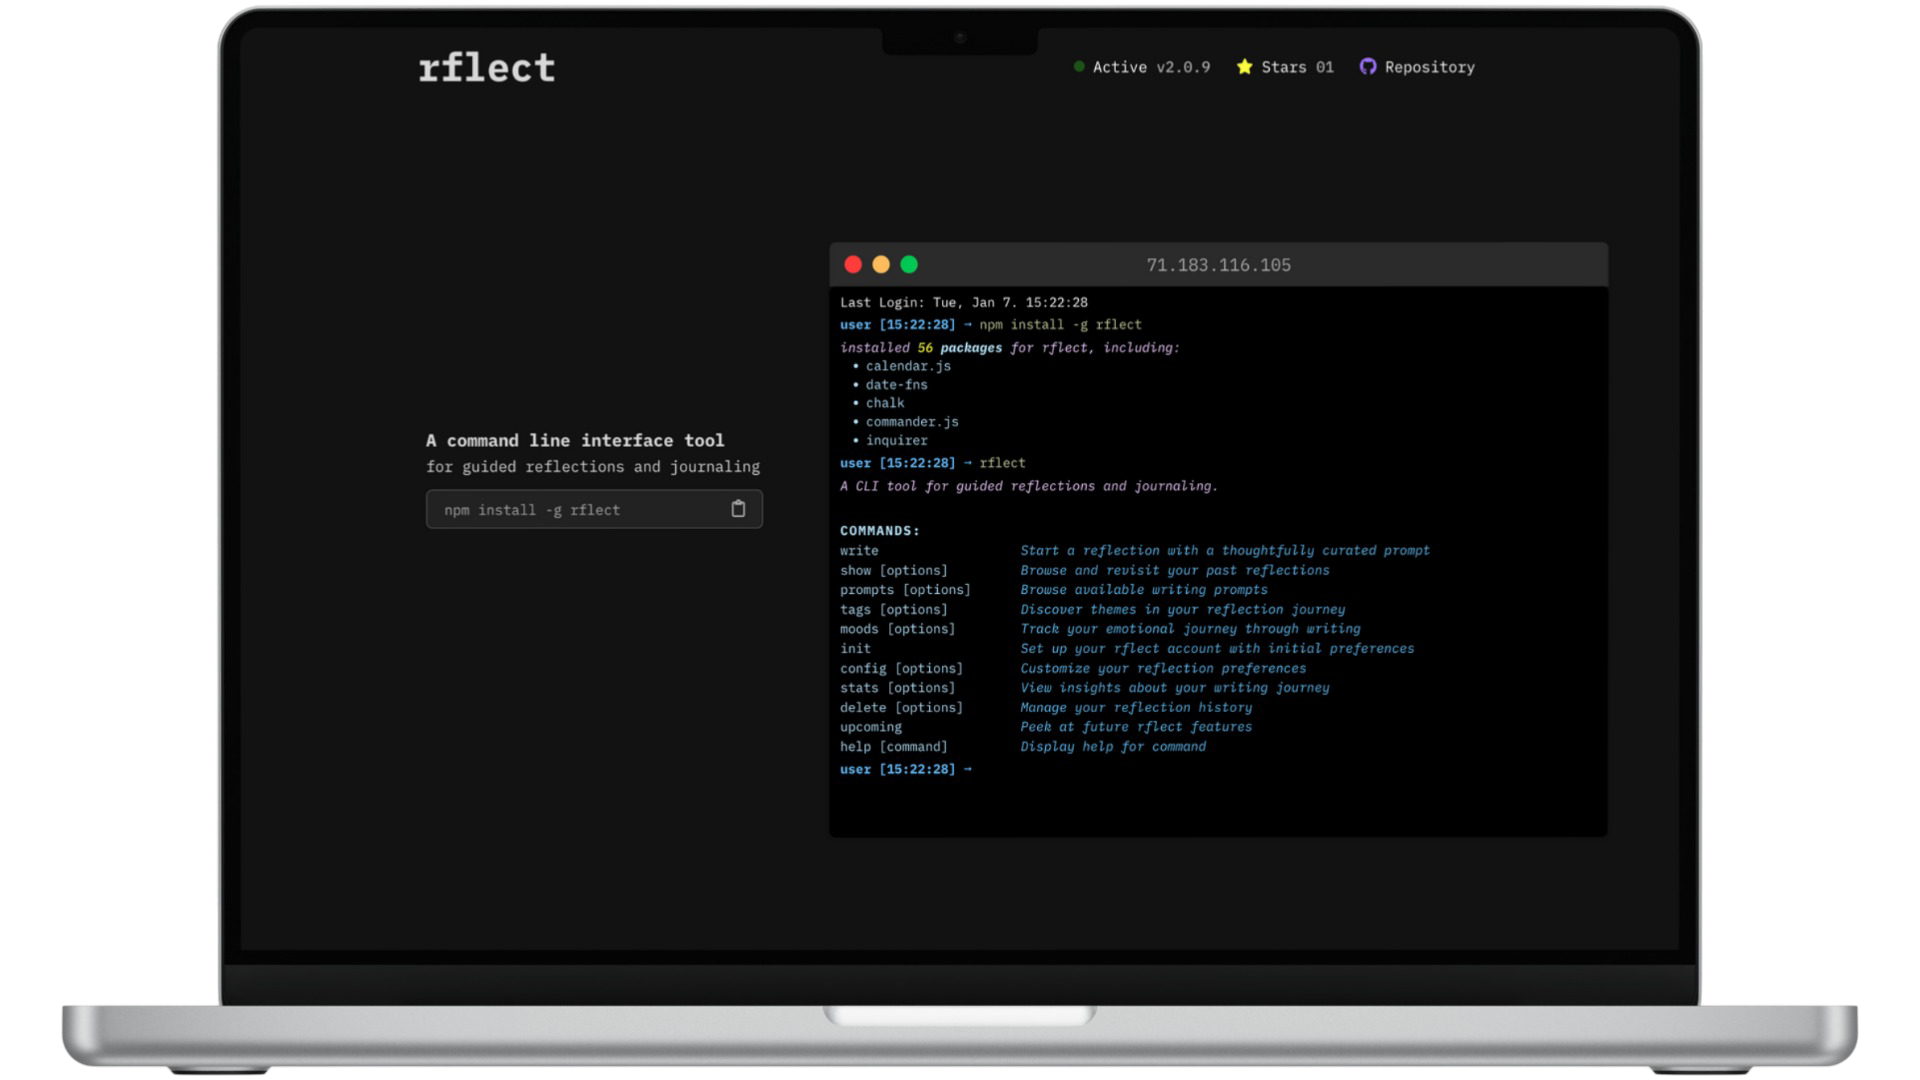 rflect
Active v2.0.9 Stars 01 Repository
A command line interface tool
for guided reflections and journaling
npm install -g rflect
71.183.116.105
Last Login: Tue, Jan 7. 15:22:28
user [15:22:28] → npm install -g rflect
installed 56 packages for rflect, including:
• calendar.js
• date-fns
• chalk
• commander.js
• inquirer
user [15:22:28] → rflect
A CLI tool for guided reflections and journaling.
COMMANDS:
write Start a reflection with a thoughtfully curated prompt
show [options] Browse and revisit your past reflections
prompts [options] Browse available writing prompts
tags [options] Discover themes in your reflection journey
moods [options] Track your emotional journey through writing
init Set up your rflect account with initial preferences
config [options] Customize your reflection preferences
stats [options] View insights about your writing journey
delete [options] Manage your reflection history
upcoming Peek at future rflect features
help [command] Display help for command
user [15:22:28] →